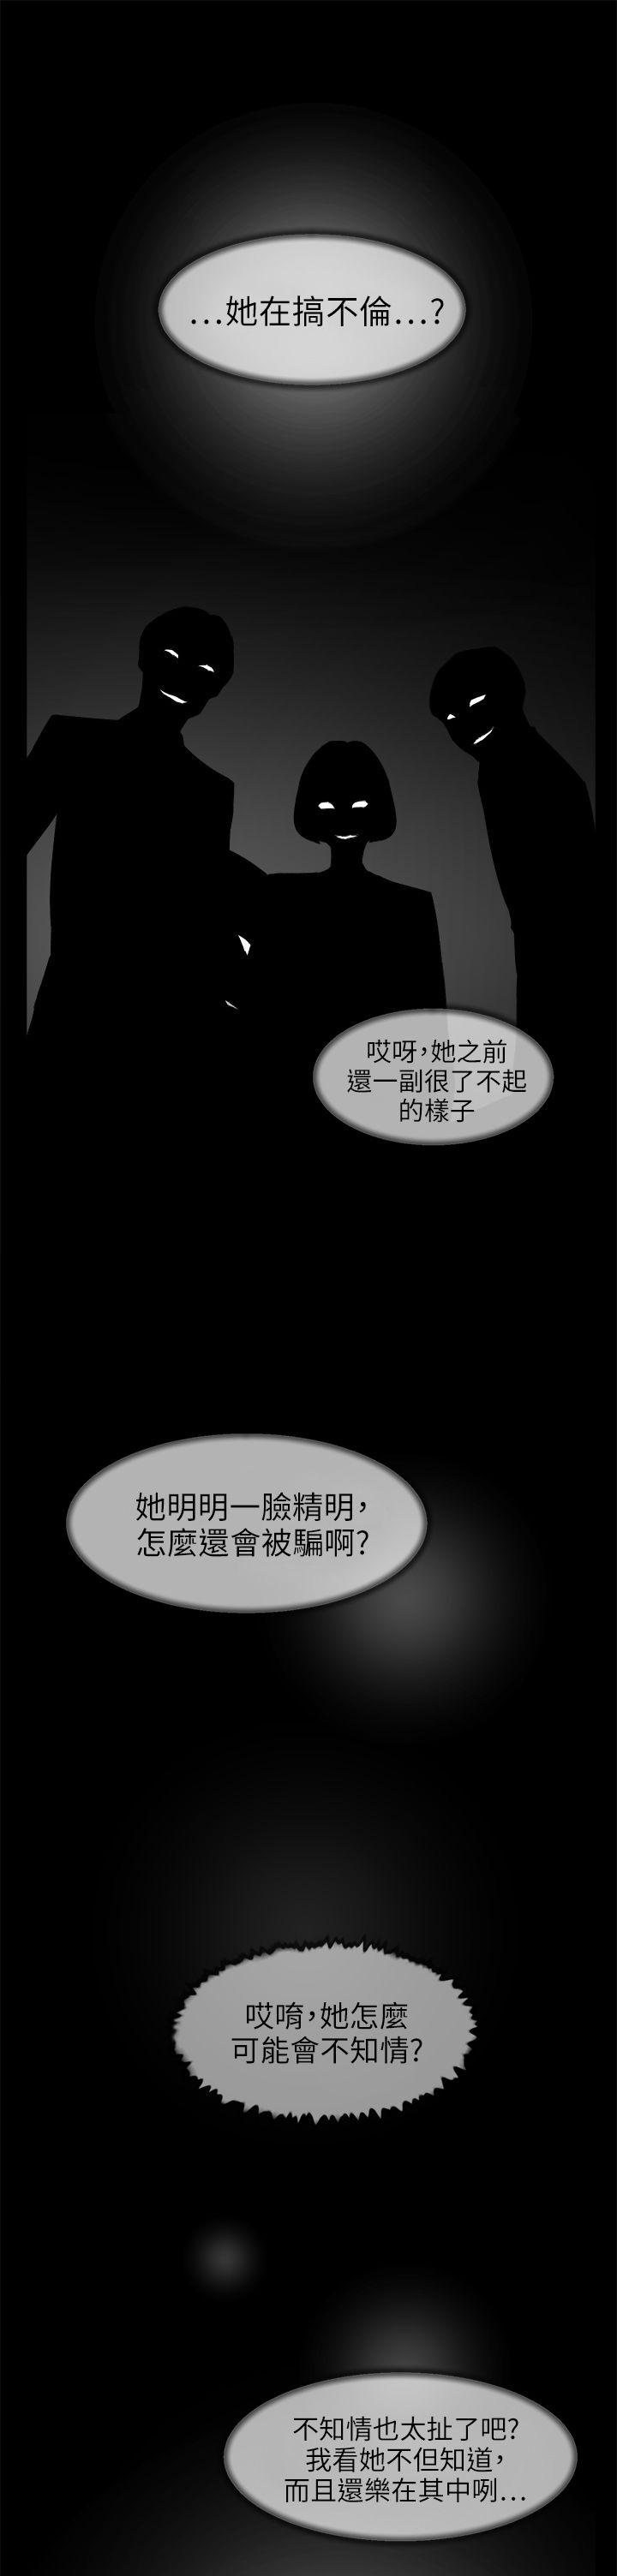 ...她在搞不倫...?
哎呀，她之前
還一副很了不起
的樣子
她明明一臉精明，
怎麼還會被騙啊?
哎唷，她怎麼
可能會不知情?
不知情也太扯了吧?
我看她不但知道，
而且還樂在其中咧...